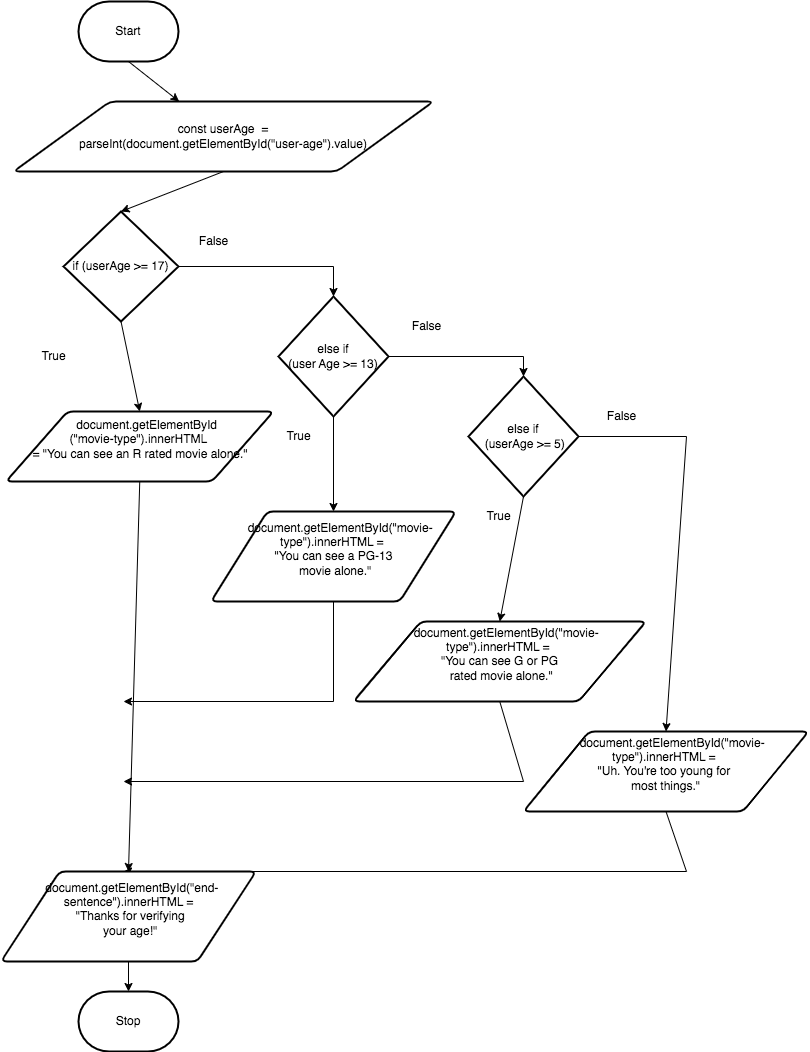 Start
const userAge =
parseInt(document.getElementById("user-age").value)
False
if (userAge >= 17)
False
else if
(user Age >= 13)
True
False
else if
(userAge >= 5)
document.getElementById
("movie-type").innerHTML
= "You can see an R rated movie alone."
True
True
document.getElementById("movie-
type").innerHTML =
"You can see a PG-13
movie alone."
document.getElementById("movie-
type").innerHTML =
"You can see G or PG
rated movie alone."
document.getElementById("movie-
type").innerHTML =
"Uh. You're too young for
most things."
document.getElementById("end-
sentence").innerHTML =
"Thanks for verifying
your age!"
Stop